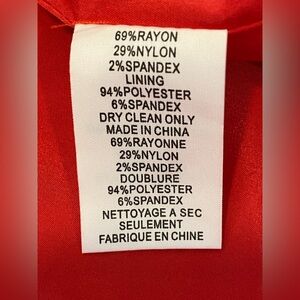 69%RAYON
29%NYLON
2%SPANDEX
LINING
94%POLYESTER
6%SPANDEX
DRY CLEAN ONLY
MADE IN CHINA
69%RAYONNE
29%NYLON
2%SPANDEX
DOUBLURE
94%POLYESTER
6%SPANDEX
NETTOYAGE A SEC
SEULEMENT
FABRIQUE EN CHINE